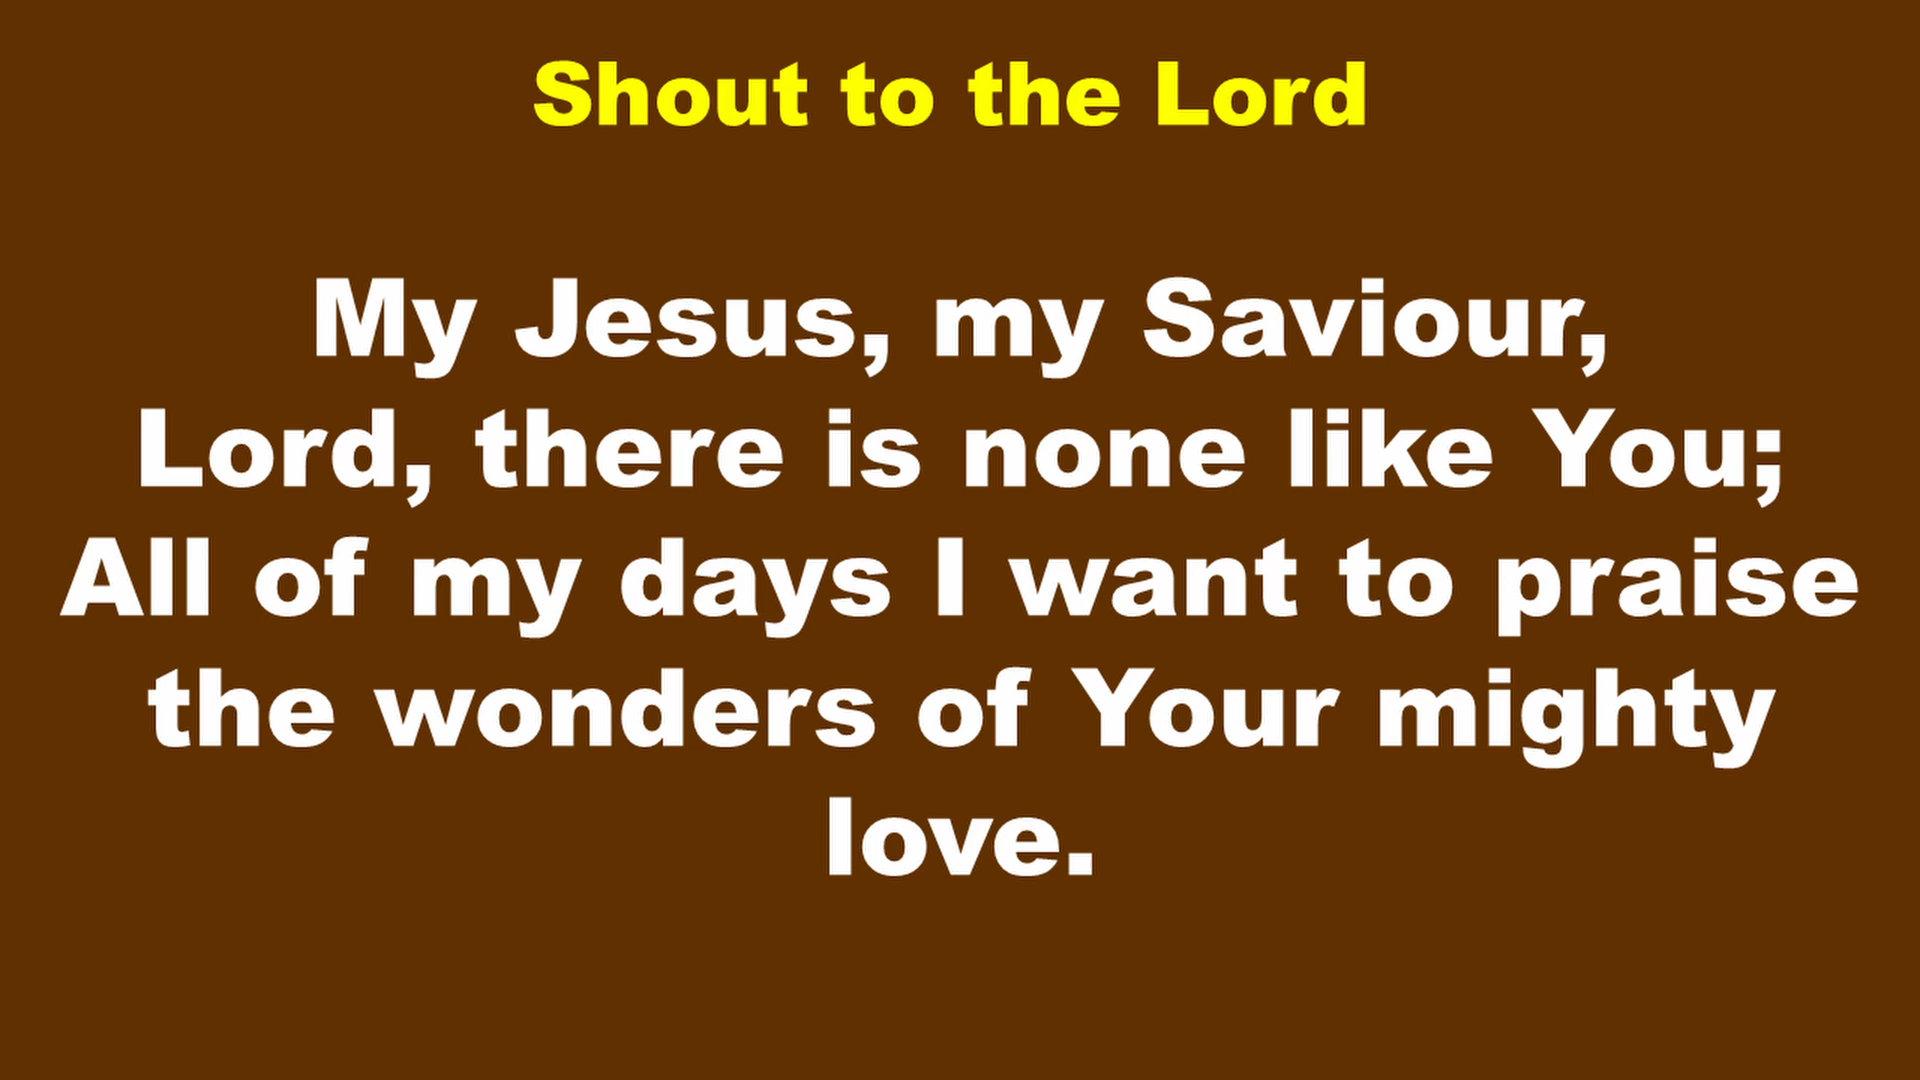 Shout to the Lord
My Jesus, my Saviour,
Lord, there is none like You;
All of my days I want to praise
the wonders of Your mighty
love.